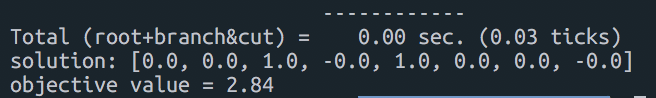 ------------
Total (root+branch&cut) =    0.00 sec. (0.03 ticks)
solution: [0.0, 0.0, 1.0, -0.0, 1.0, 0.0, 0.0, -0.0]
objective value = 2.84